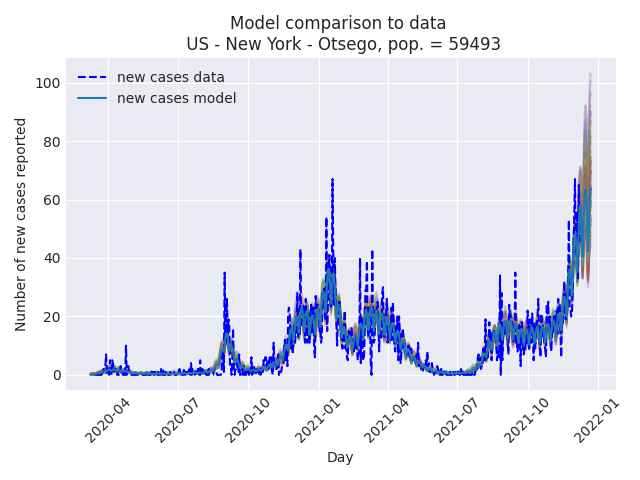 Model comparison to data
US - New York - Otsego, pop. = 59493
new cases data
new cases model
Number of new cases reported
100
80
60
40
20
0
2020-04
2020-07
2020-10
2021-01
2021-04
2021-07
2021-10
2022-01
Day